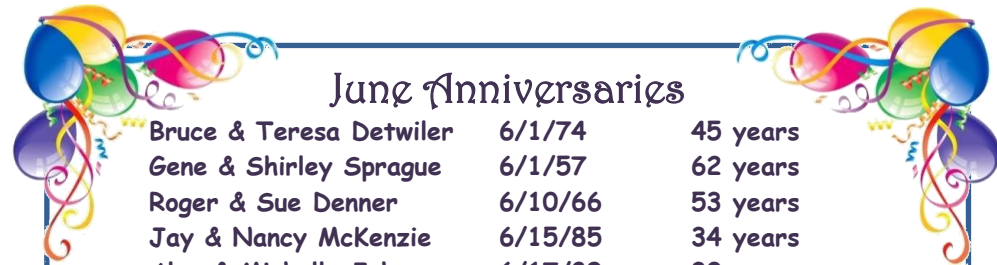 June Anniversaries
Bruce & Teresa Detwiler 6/1/74 45 years
Gene & Shirley Sprague 6/1/57 62 years
Roger & Sue Denner 6/10/66 53 years
Jay & Nancy McKenzie 6/15/85 34 years